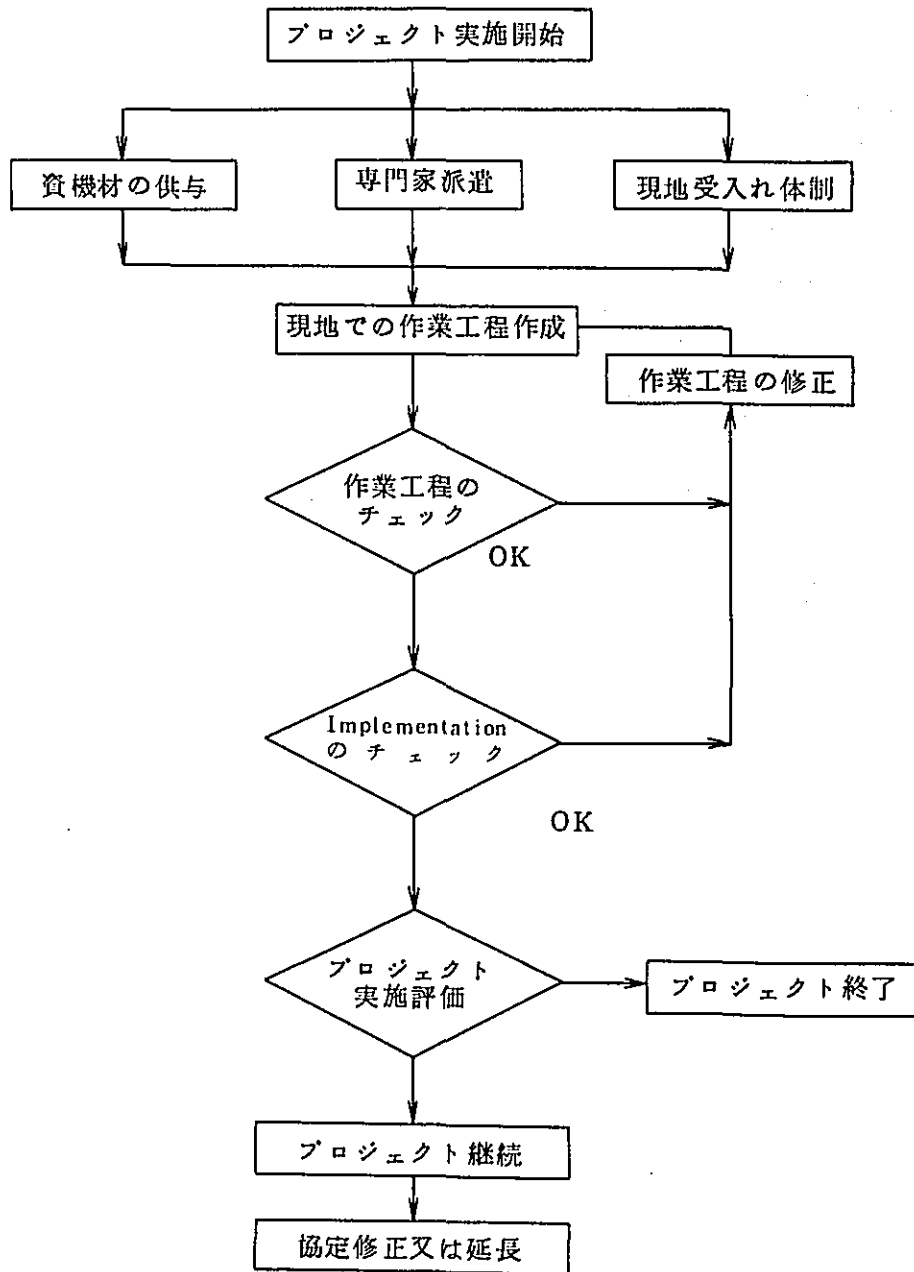 プロジェクト実施開始
資機材の供与
専門家派遣
現地受入れ体制
現地での作業工程作成
作業工程の修正
作業工程の
チェック
OK
Implementation
のチェック
OK
プロジェクト
実施評価
プロジェクト終了
プロジェクト継続
協定修正又は延長